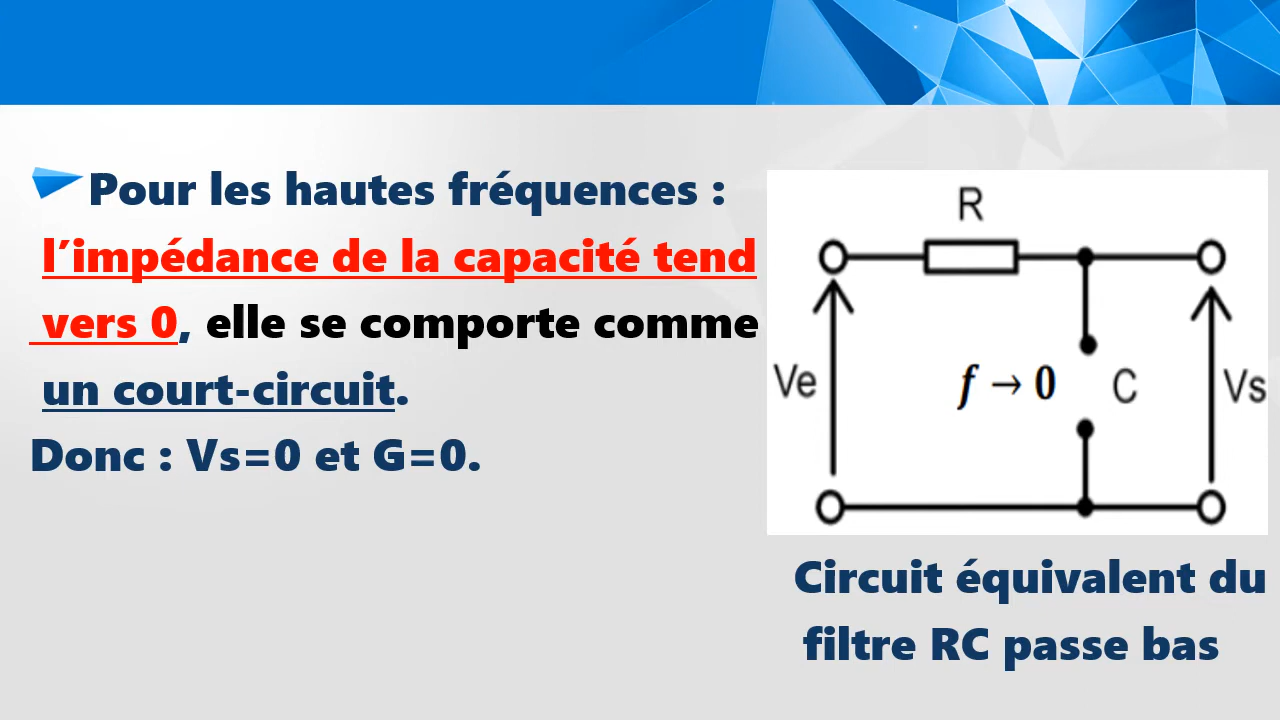 Pour les hautes fréquences :
l’impédance de la capacité tend
vers 0, elle se comporte comme
un court-circuit.
Donc : Vs=0 et G=0.
R
Ve
f → 0
C
Vs
Circuit équivalent du
filtre RC passe bas